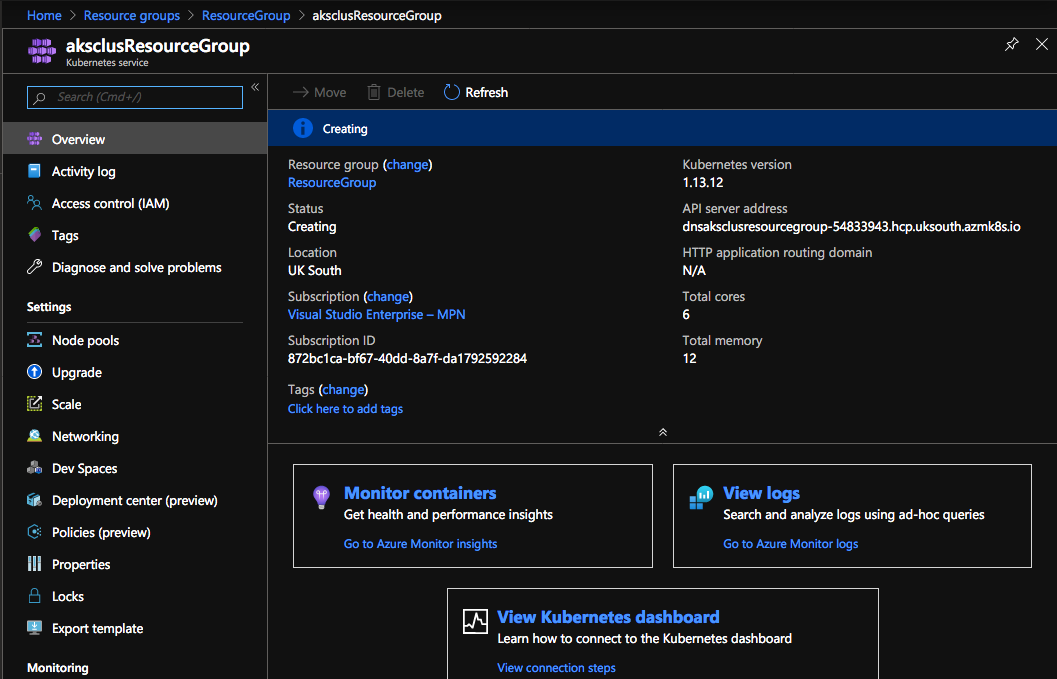 Home > Resource groups > ResourceGroup > aksclusResourceGroup
aksclusResourceGroup
Kubernetes service
Search (Cmd+/)
«
Overview
Activity log
Access control (IAM)
Tags
Diagnose and solve problems
Settings
Node pools
Upgrade
Scale
Networking
Dev Spaces
Deployment center (preview)
Policies (preview)
Properties
Locks
Export template
Monitoring
Move Delete Refresh
Creating
Resource group (change)
ResourceGroup
Status
Creating
Location
UK South
Subscription (change)
Visual Studio Enterprise – MPN
Subscription ID
872bc1ca-bf67-40dd-8a7f-da1792592284
Tags (change)
Click here to add tags
Kubernetes version
1.13.12
API server address
dnsaksclusresourcegroup-54833943.hcp.uksouth.azmk8s.io
HTTP application routing domain
N/A
Total cores
6
Total memory
12
Monitor containers
Get health and performance insights
Go to Azure Monitor insights
View logs
Search and analyze logs using ad-hoc queries
Go to Azure Monitor logs
View Kubernetes dashboard
Learn how to connect to the Kubernetes dashboard
View connection steps